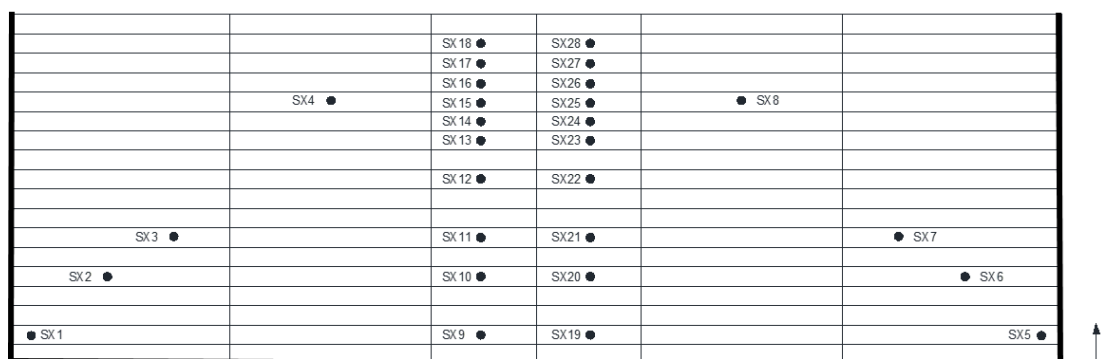 SX18 SX28
SX17 SX27
SX16 SX26
SX4 SX15 SX25 SX8
SX14 SX24
SX13 SX23
SX12 SX22
SX3 SX11 SX21 SX7
SX2 SX10 SX20 SX6
SX1 SX9 SX19 SX5